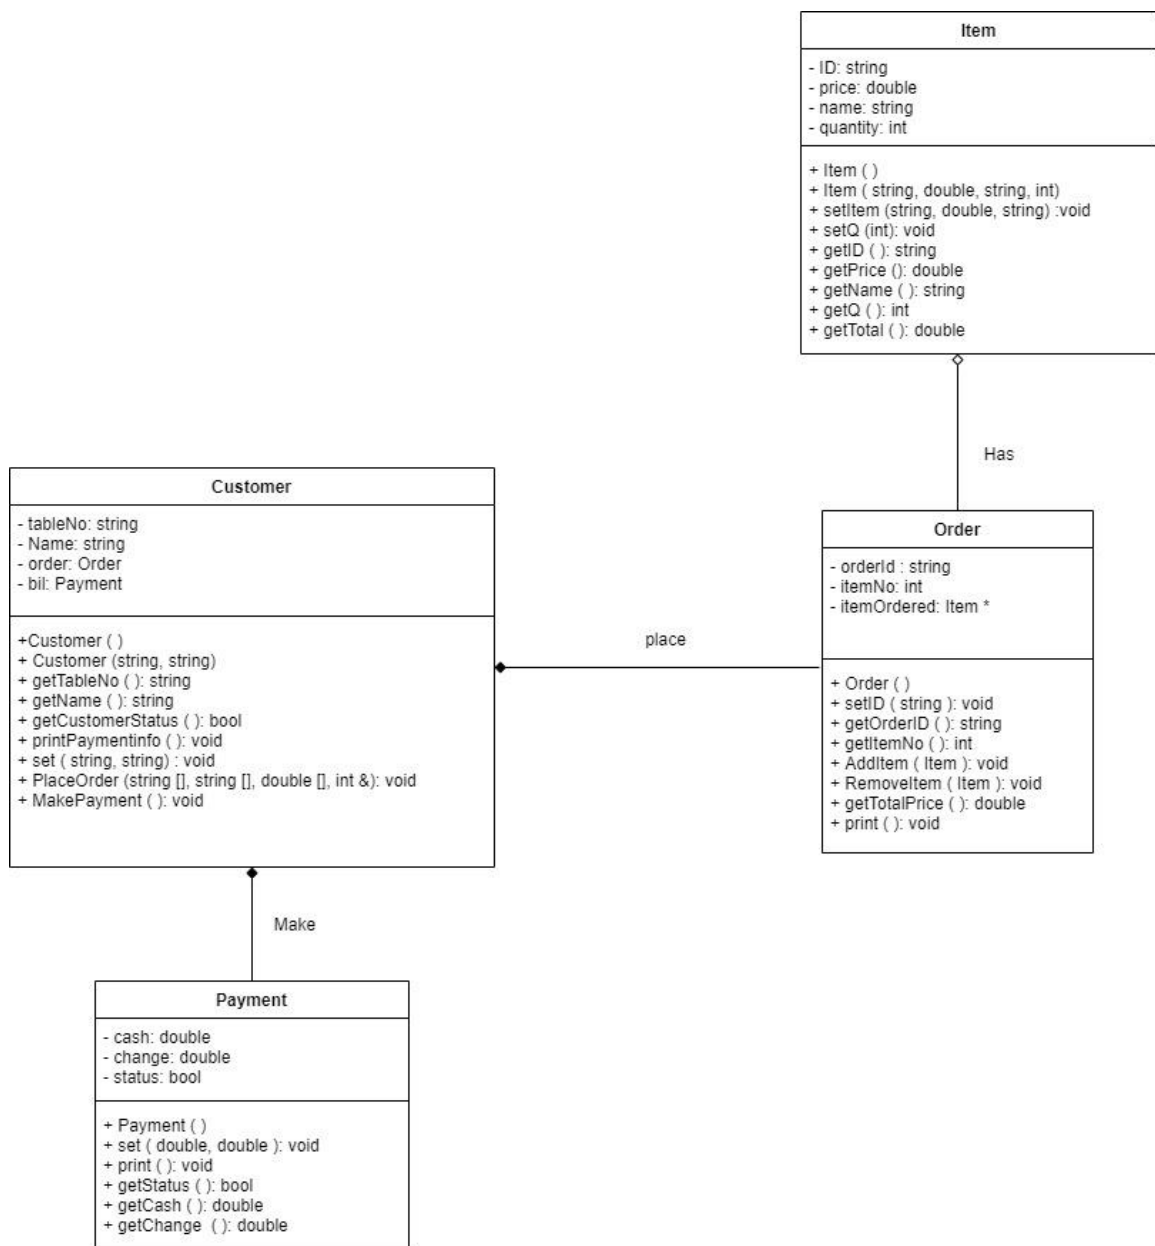 Item
- ID: string
- price: double
- name: string
- quantity: int
+ Item ( )
+ Item ( string, double, string, int)
+ setItem (string, double, string) :void
+ setQ (int): void
+ getID ( ): string
+ getPrice (): double
+ getName ( ): string
+ getQ ( ): int
+ getTotal ( ): double
Has
Customer
- tableNo: string
- Name: string
- order: Order
- bil: Payment
+Customer ( )
+ Customer (string, string)
+ getTableNo ( ): string
+ getName ( ): string
+ getCustomerStatus ( ): bool
+ printPaymentinfo ( ): void
+ set ( string, string) : void
+ PlaceOrder (string [], string [], double [], int &): void
+ MakePayment ( ): void
place
Order
- orderId : string
- itemNo: int
- itemOrdered: Item *
+ Order ( )
+ setID ( string ): void
+ getOrderID ( ): string
+ getItemNo ( ): int
+ AddItem ( Item ): void
+ RemoveItem ( Item ): void
+ getTotalPrice ( ): double
+ print ( ): void
Make
Payment
- cash: double
- change: double
- status: bool
+ Payment ( )
+ set ( double, double ): void
+ print ( ): void
+ getStatus ( ): bool
+ getCash ( ): double
+ getChange  ( ): double